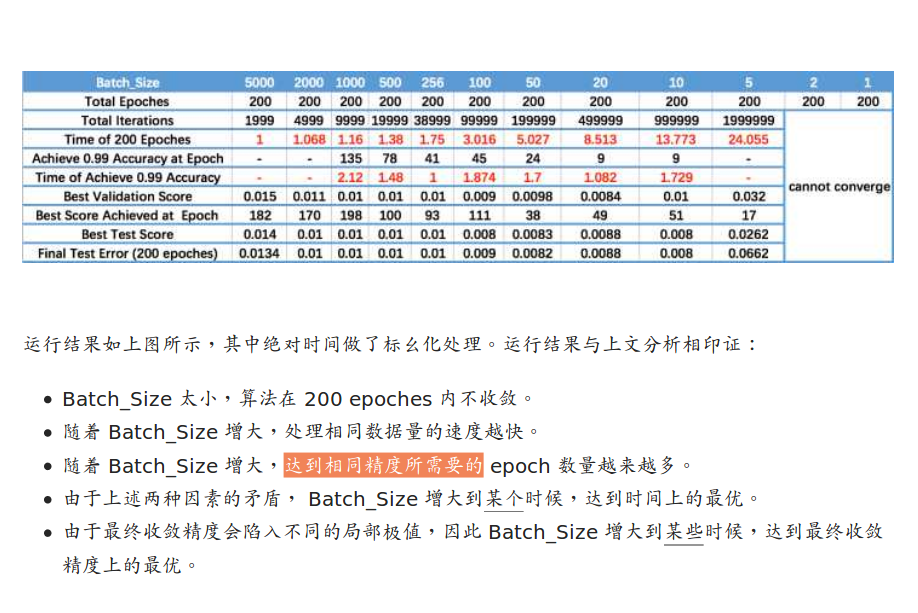 Batch_Size 5000 2000 1000 500 256 100 50 20 10 5 2 1
Total Epoches 200 200 200 200 200 200 200 200 200 200 200 200
Total Iterations 1999 4999 9999 19999 38999 99999 199999 499999 999999 1999999
Time of 200 Epoches 1 1.068 1.16 1.38 1.75 3.016 5.027 8.513 13.773 24.055
Achieve 0.99 Accuracy at Epoch - - 135 78 41 45 24 9 9 -
Time of Achieve 0.99 Accuracy - - 2.12 1.48 1 1.874 1.7 1.082 1.729 -
cannot converge
Best Validation Score 0.015 0.011 0.01 0.01 0.01 0.009 0.0098 0.0084 0.01 0.032
Best Score Achieved at Epoch 182 170 198 100 93 111 38 49 51 17
Best Test Score 0.014 0.01 0.01 0.01 0.01 0.008 0.0083 0.0088 0.008 0.0262
Final Test Error (200 epoches) 0.0134 0.01 0.01 0.01 0.01 0.009 0.0082 0.0088 0.008 0.0662
运行结果如上图所示，其中绝对时间做了标幺化处理。运行结果与上文分析相印证：
• Batch_Size 太小，算法在 200 epoches 内不收敛。
• 随着 Batch_Size 增大，处理相同数据量的速度越快。
• 随着 Batch_Size 增大，达到相同精度所需要的 epoch 数量越来越多。
• 由于上述两种因素的矛盾， Batch_Size 增大到某个时候，达到时间上的最优。
• 由于最终收敛精度会陷入不同的局部极值，因此 Batch_Size 增大到某些时候，达到最终收敛
精度上的最优。